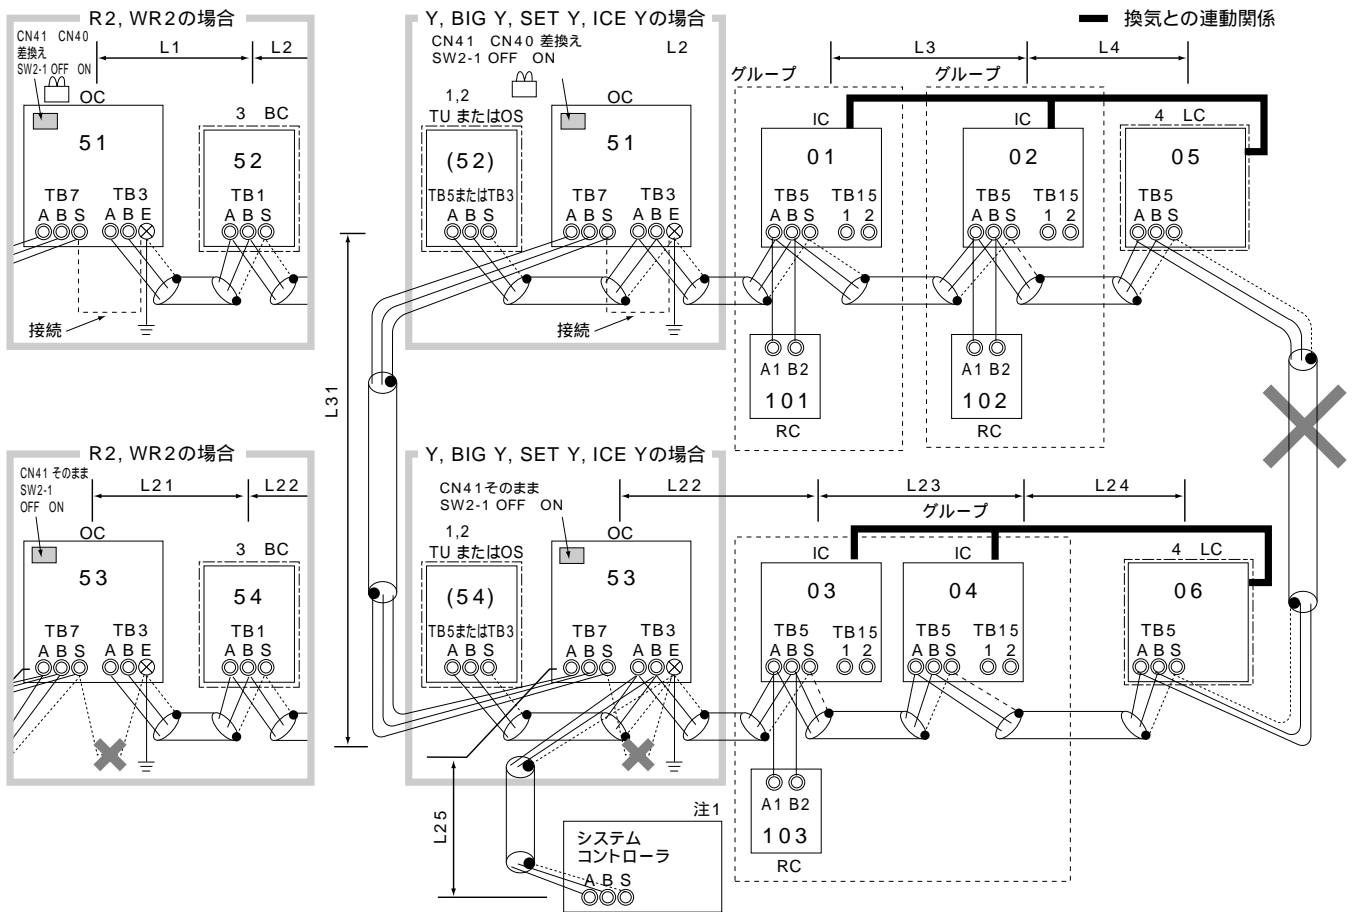 R2, WR2の場合
CN41 CN40
差換え
SW2-1 OFF ON
L1
L2
OC
51
TB7
TB3
A B S
A B E
3 BC
52
TB1
A B S
接続
Y, BIG Y, SET Y, ICE Yの場合
CN41 CN40 差換え
SW2-1 OFF ON
L2
1,2
TU またはOS
(52)
TB5またはTB3
A B S
OC
51
TB7
TB3
A B S
A B E
接続
換気との連動関係
L3
L4
グループ
グループ
IC
01
TB5
TB15
A B S
1 2
A1 B2
101
RC
IC
02
TB5
TB15
A B S
1 2
A1 B2
102
RC
4 LC
05
TB5
A B S
L31
R2, WR2の場合
CN41 そのまま
SW2-1
OFF ON
L21
L22
OC
53
TB7
TB3
A B S
A B E
3 BC
54
TB1
A B S
Y, BIG Y, SET Y, ICE Yの場合
CN41そのまま
SW2-1 OFF ON
L22
1,2
TU またはOS
(54)
TB5またはTB3
A B S
OC
53
TB7
TB3
A B S
A B E
L23
L24
グループ
IC
03
TB5
TB15
A B S
1 2
A1 B2
103
RC
IC
04
TB5
TB15
A B S
1 2
4 LC
06
TB5
A B S
L25
注1
システム
コントローラ
A B S